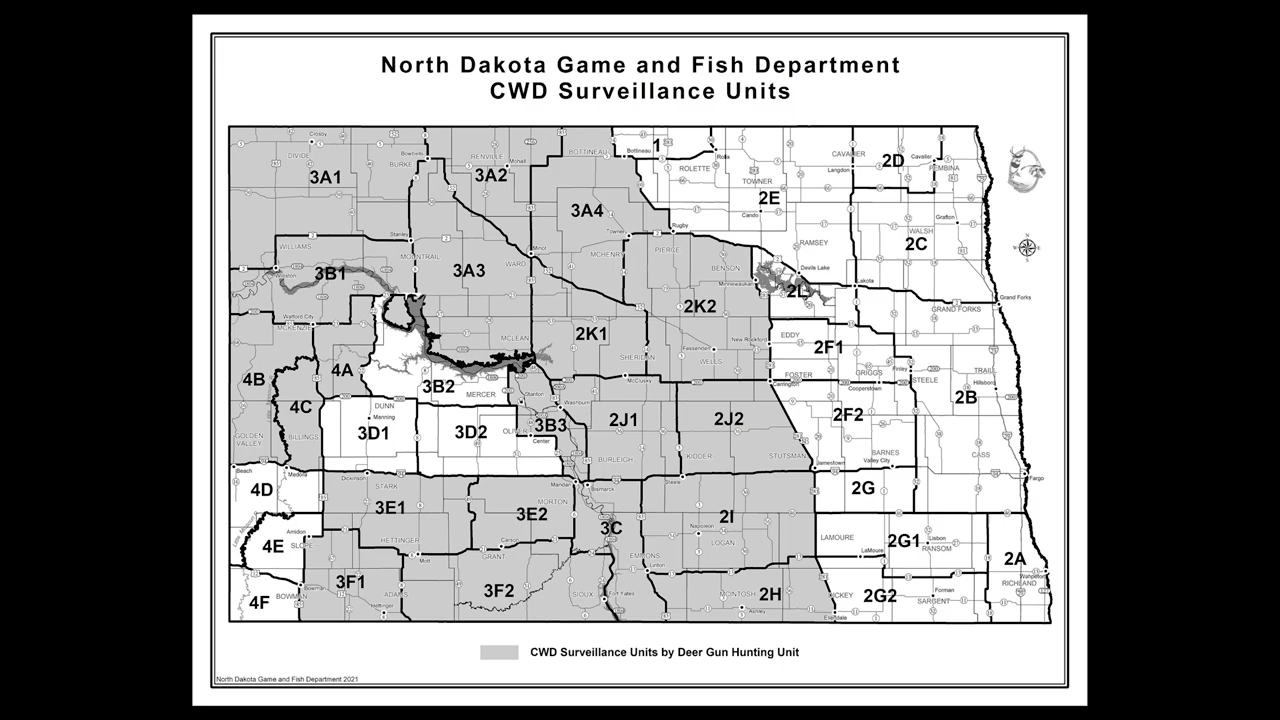 North Dakota Game and Fish Department
CWD Surveillance Units
Crosby
DIVIDE
3A1
Bowbells
BURKE
RENVILLE
Mohall
3A2
BOTTINEAU
Bottineau
1
Rolla
ROLETTE
TOWNER
CAVALIER
Langdon
2D
Cavalier
PEMBINA
2E
Cando
3A4
Towner
Rugby
Grafton
WALSH
2C
WILLIAMS
Stanley
MOUNTRAIL
3A3
WARD
Minot
MCHENRY
PIERCE
BENSON
RAMSEY
Devils Lake
Lakota
N
W
E
S
Williston
3B1
Minnewaukan
2L
Grand Forks
GRAND FORKS
Watford City
MCKENZIE
2K2
MCLEAN
2K1
New Rockford
EDDY
2F1
SHERIDAN
Fessenden
WELLS
4B
4A
3B2
MERCER
McClusky
FOSTER
Carrington
GRIGGS
Cooperstown
Finley
STEELE
TRAILL
Hillsboro
2B
4C
DUNN
Manning
3D1
3D2
Stanton
Washburn
OLIVER
Center
3B3
2J1
2J2
2F2
GOLDEN
VALLEY
BILLINGS
BURLEIGH
KIDDER
STUTSMAN
BARNES
Valley City
CASS
Beach
Medora
Dickinson
STARK
Mandan
Bismarck
Steele
Jamestown
Fargo
4D
3E1
MORTON
3E2
3C
2I
2G
4E
Amidon
SLOPE
HETTINGER
Mott
Carson
GRANT
Napoleon
LOGAN
EMMONS
Linton
LAMOURE
LaMoure
2G1
Lisbon
RANSOM
2A
Wahpeton
RICHLAND
4F
BOWMAN
Bowman
3F1
ADAMS
Hettinger
3F2
SIOUX
Fort Yates
MCINTOSH
Ashley
2H
DICKEY
Ellendale
2G2
Forman
SARGENT
CWD Surveillance Units by Deer Gun Hunting Unit
North Dakota Game and Fish Department 2021